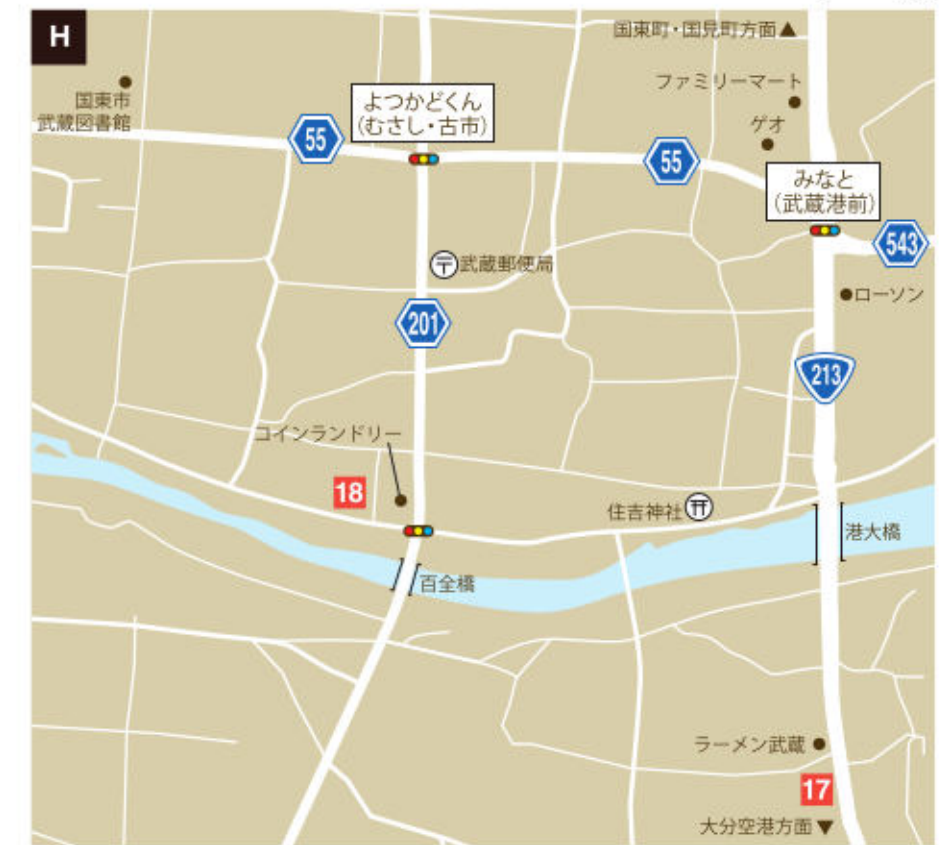 H
国東町・国見町方面▲
ファミリーマート
国東市
武蔵図書館
よつかどくん
(むさし・古市)
ゲオ
55
55
みなと
(武蔵港前)
543
〒武蔵郵便局
ローソン
201
213
コインランドリー
18
住吉神社
港大橋
百全橋
ラーメン武蔵
17
大分空港方面▼